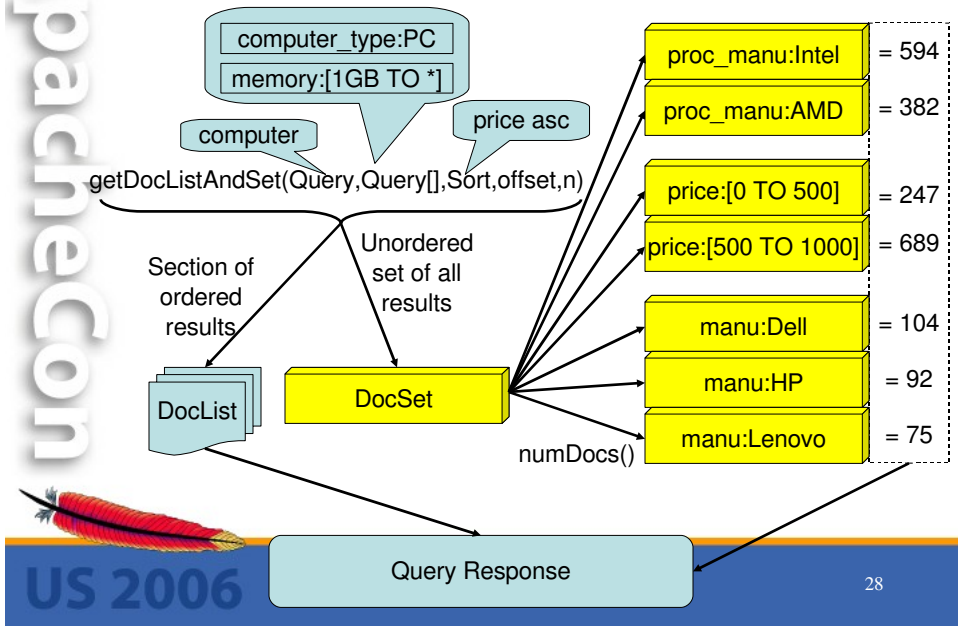 pacheCon
computer_type:PC
memory:[1GB TO *]
computer
price asc
getDocListAndSet(Query,Query[],Sort,offset,n)
Section of
ordered
results
Unordered
set of all
results
DocList
DocSet
numDocs()
proc_manu:Intel = 594
proc_manu:AMD = 382
price:[0 TO 500] = 247
price:[500 TO 1000] = 689
manu:Dell = 104
manu:HP = 92
manu:Lenovo = 75
Query Response
US 2006
28